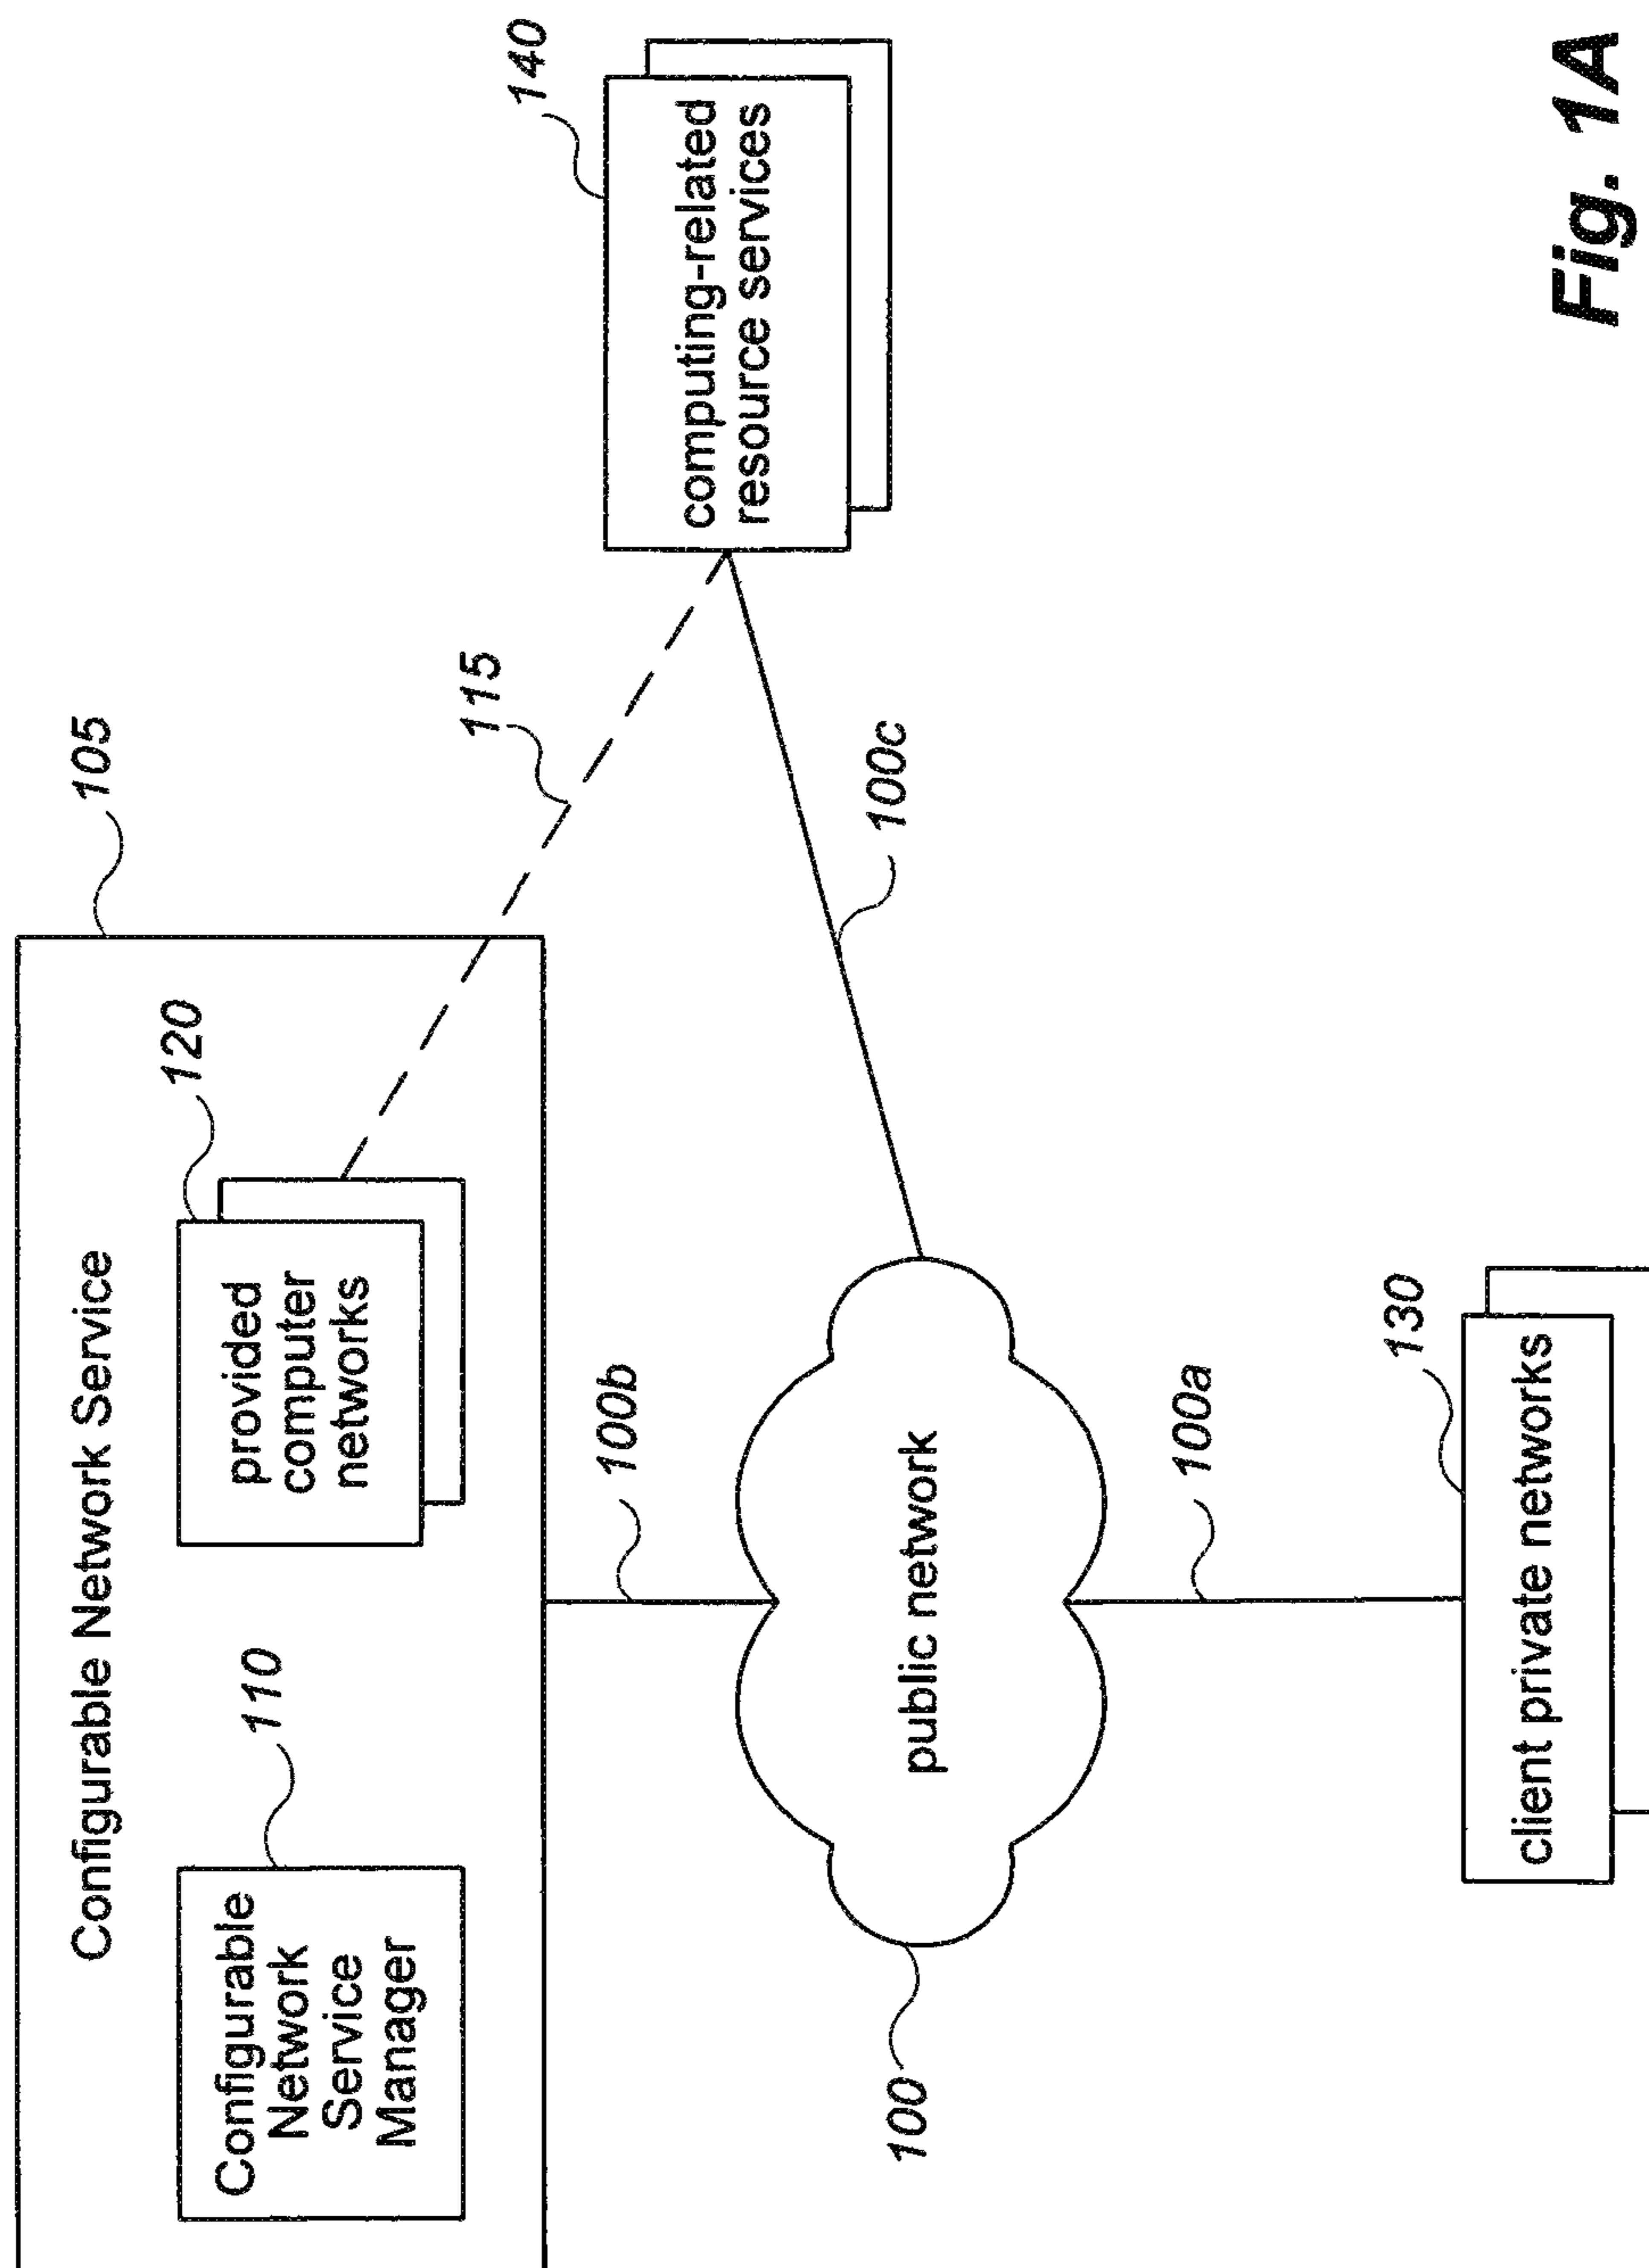 Configurable Network Service
105
Configurable
Network
Service
Manager
110
provided
computer
networks
120
115
140
computing-related
resource services
100b
100c
public network
100
100a
130
client private networks
Fig. 1A